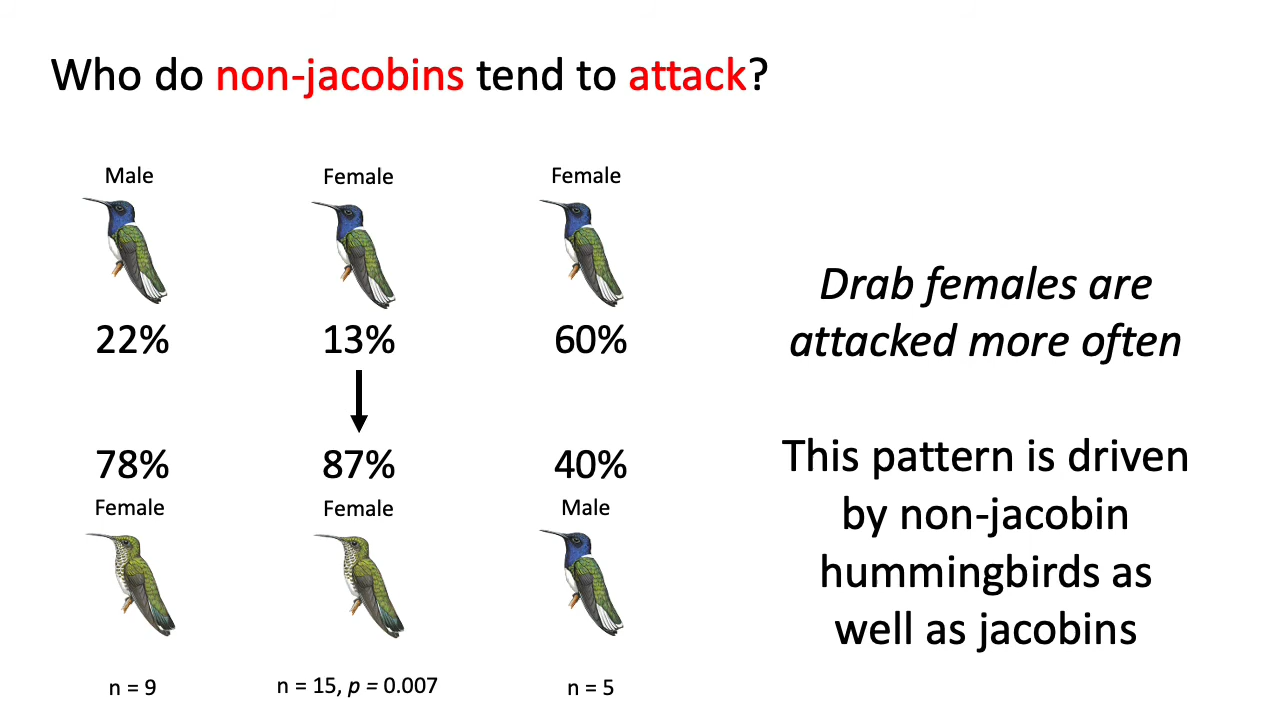 Who do non-jacobins tend to attack?
Male
Female
Female
22%
13%
60%
78%
87%
40%
Female
Female
Male
n = 9
n = 15, p = 0.007
n = 5
Drab females are
attacked more often
This pattern is driven
by non-jacobin
hummingbirds as
well as jacobins